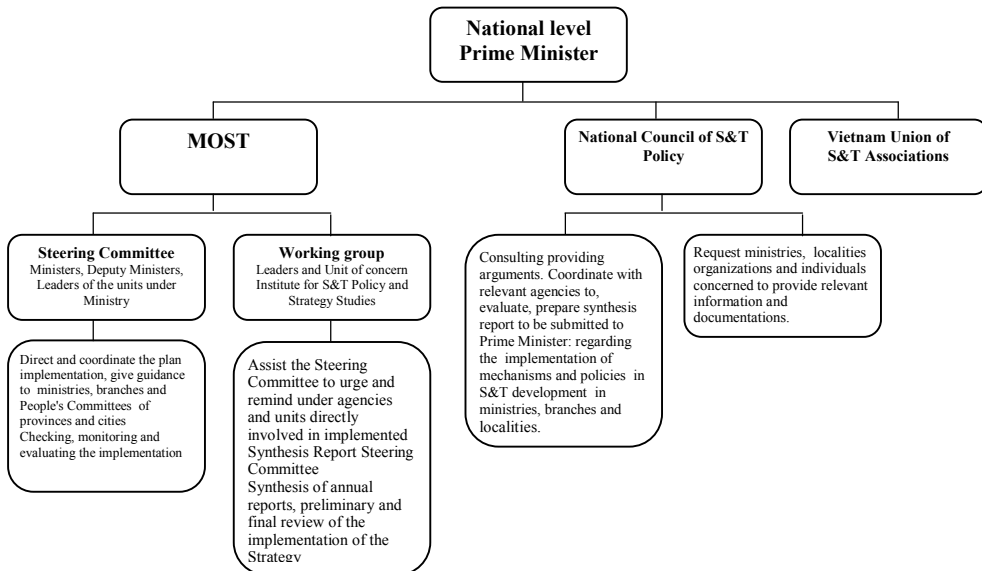 National level
Prime Minister
MOST
National Council of S&T
Policy
Vietnam Union of
S&T Associations
Steering Committee
Ministers, Deputy Ministers,
Leaders of the units under
Ministry
Working group
Leaders and Unit of concern
Institute for S&T Policy and
Strategy Studies
Consulting providing
arguments. Coordinate with
relevant agencies to,
evaluate, prepare synthesis
report to be submitted to
Prime Minister: regarding
the implementation of
mechanisms and policies in
S&T development in
ministries, branches and
localities.
Request ministries, localities
organizations and individuals
concerned to provide relevant
information and
documentations.
Direct and coordinate the plan
implementation, give guidance
to ministries, branches and
People's Committees of
provinces and cities
Checking, monitoring and
evaluating the implementation
Assist the Steering
Committee to urge and
remind under agencies
and units directly
involved in implemented
Synthesis Report Steering
Committee
Synthesis of annual
reports, preliminary and
final review of the
implementation of the
Strategy